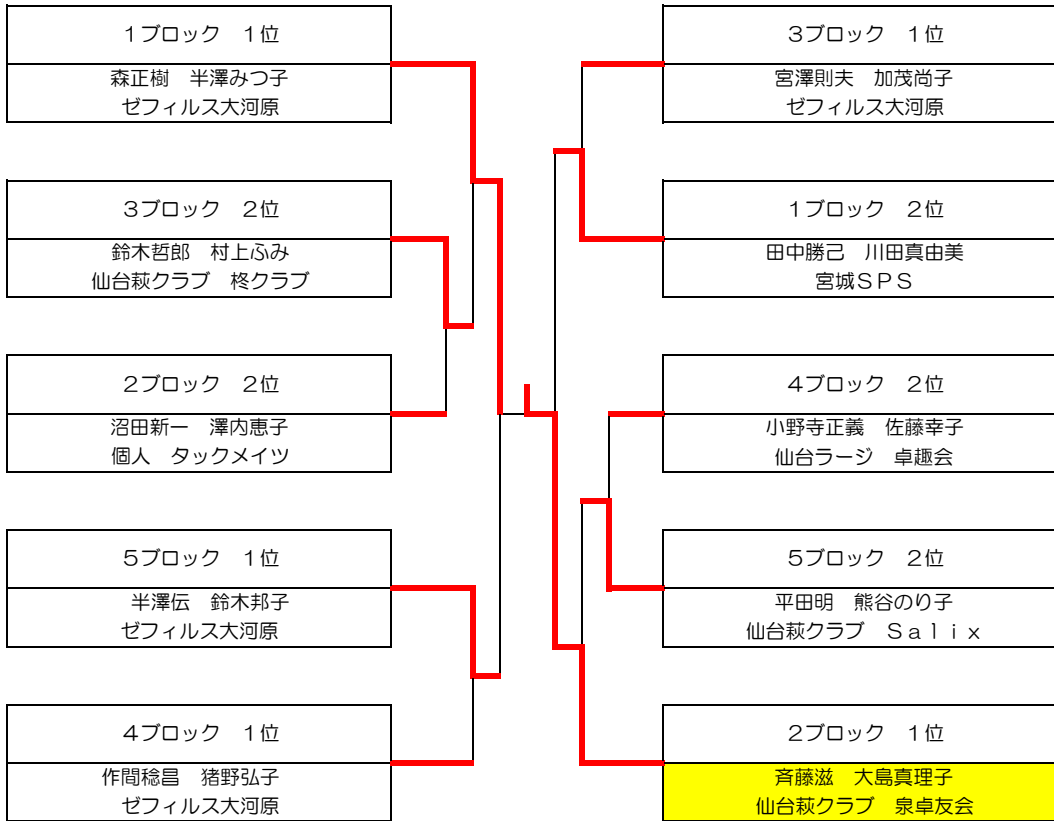 1ブロック　1位
森正樹　半澤みつ子
ゼフィルス大河原
3ブロック　2位
鈴木哲郎　村上ふみ
仙台萩クラブ　柊クラブ
2ブロック　2位
沼田新一　澤内恵子
個人　タックメイツ
5ブロック　1位
半澤伝　鈴木邦子
ゼフィルス大河原
4ブロック　1位
作間稔昌　猪野弘子
ゼフィルス大河原
3ブロック　1位
宮澤則夫　加茂尚子
ゼフィルス大河原
1ブロック　2位
田中勝己　川田真由美
宮城ＳＰＳ
4ブロック　2位
小野寺正義　佐藤幸子
仙台ラージ　卓趣会
5ブロック　2位
平田明　熊谷のり子
仙台萩クラブ　Ｓａｌｉｘ
2ブロック　1位
斉藤滋　大島真理子
仙台萩クラブ　泉卓友会